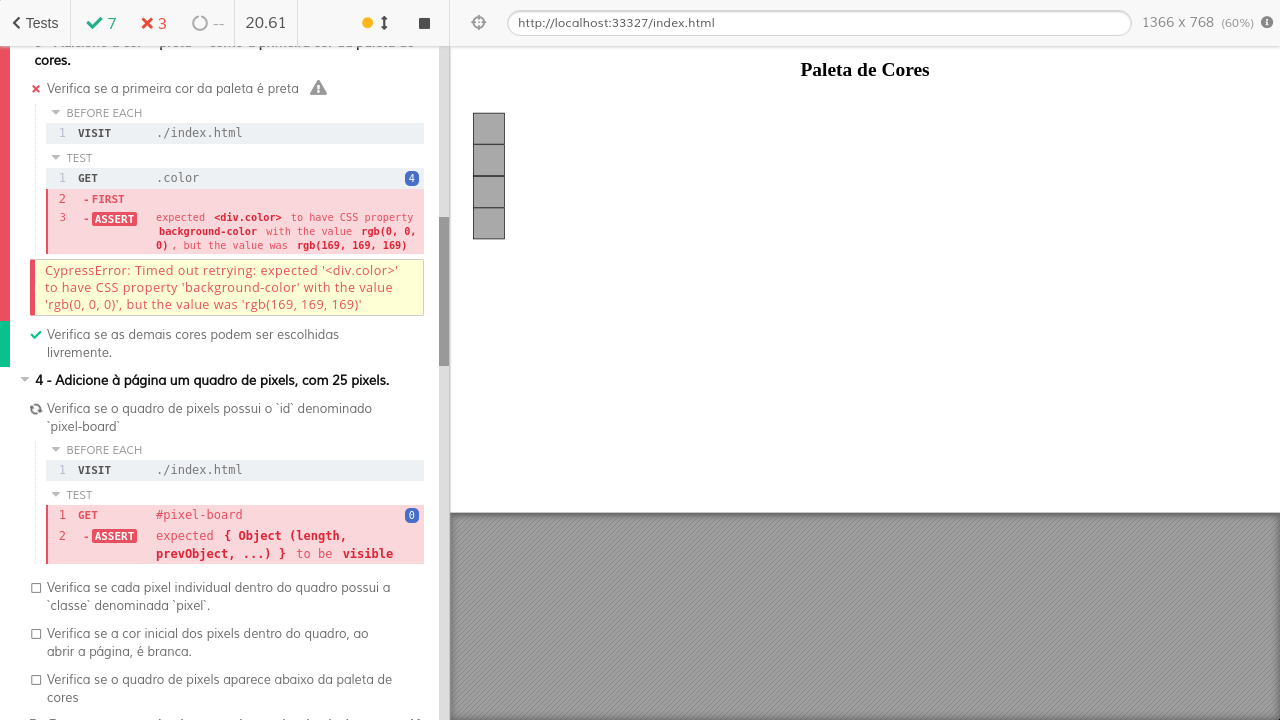 Tests 7 3 -- 20.61
http://localhost:33327/index.html 1366 x 768 (60%)
cores.
Verifica se a primeira cor da paleta é preta
BEFORE EACH
1 VISIT ./index.html
TEST
1 GET .color 4
2 - FIRST
3 - ASSERT expected <div.color> to have CSS property
background-color with the value rgb(0, 0,
0), but the value was rgb(169, 169, 169)
CypressError: Timed out retrying: expected '<div.color>'
to have CSS property 'background-color' with the value
'rgb(0, 0, 0)', but the value was 'rgb(169, 169, 169)'
Verifica se as demais cores podem ser escolhidas
livremente.
4 - Adicione à página um quadro de pixels, com 25 pixels.
Verifica se o quadro de pixels possui o `id` denominado
`pixel-board`
BEFORE EACH
1 VISIT ./index.html
TEST
1 GET #pixel-board 0
2 - ASSERT expected { Object (length,
prevObject, ...) } to be visible
Verifica se cada pixel individual dentro do quadro possui a
`classe` denominada `pixel`.
Verifica se a cor inicial dos pixels dentro do quadro, ao
abrir a página, é branca.
Verifica se o quadro de pixels aparece abaixo da paleta de
cores
Paleta de Cores